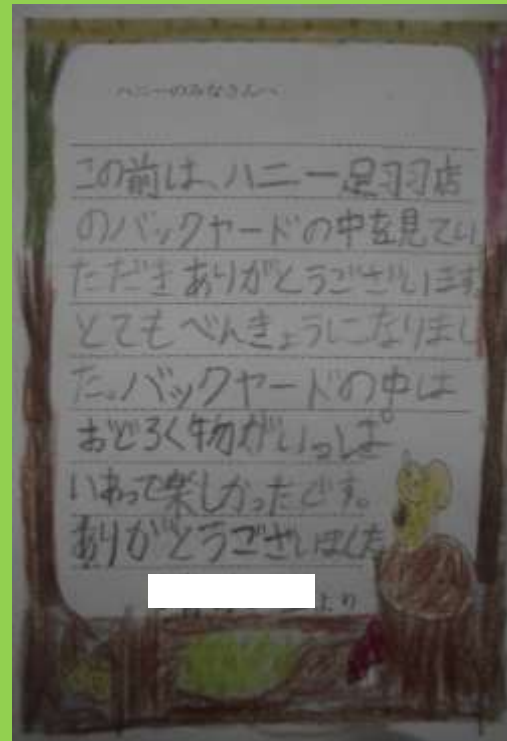 ハニーのみなさんへ
この前は、ハニー足羽店
のバックヤードの中を見てい
ただきありがとうございます。
とてもべんきょうになりまし
た。バックヤードの中は
おどろく物がいっぱ
いあって楽しかったです。
ありがとうございました
より